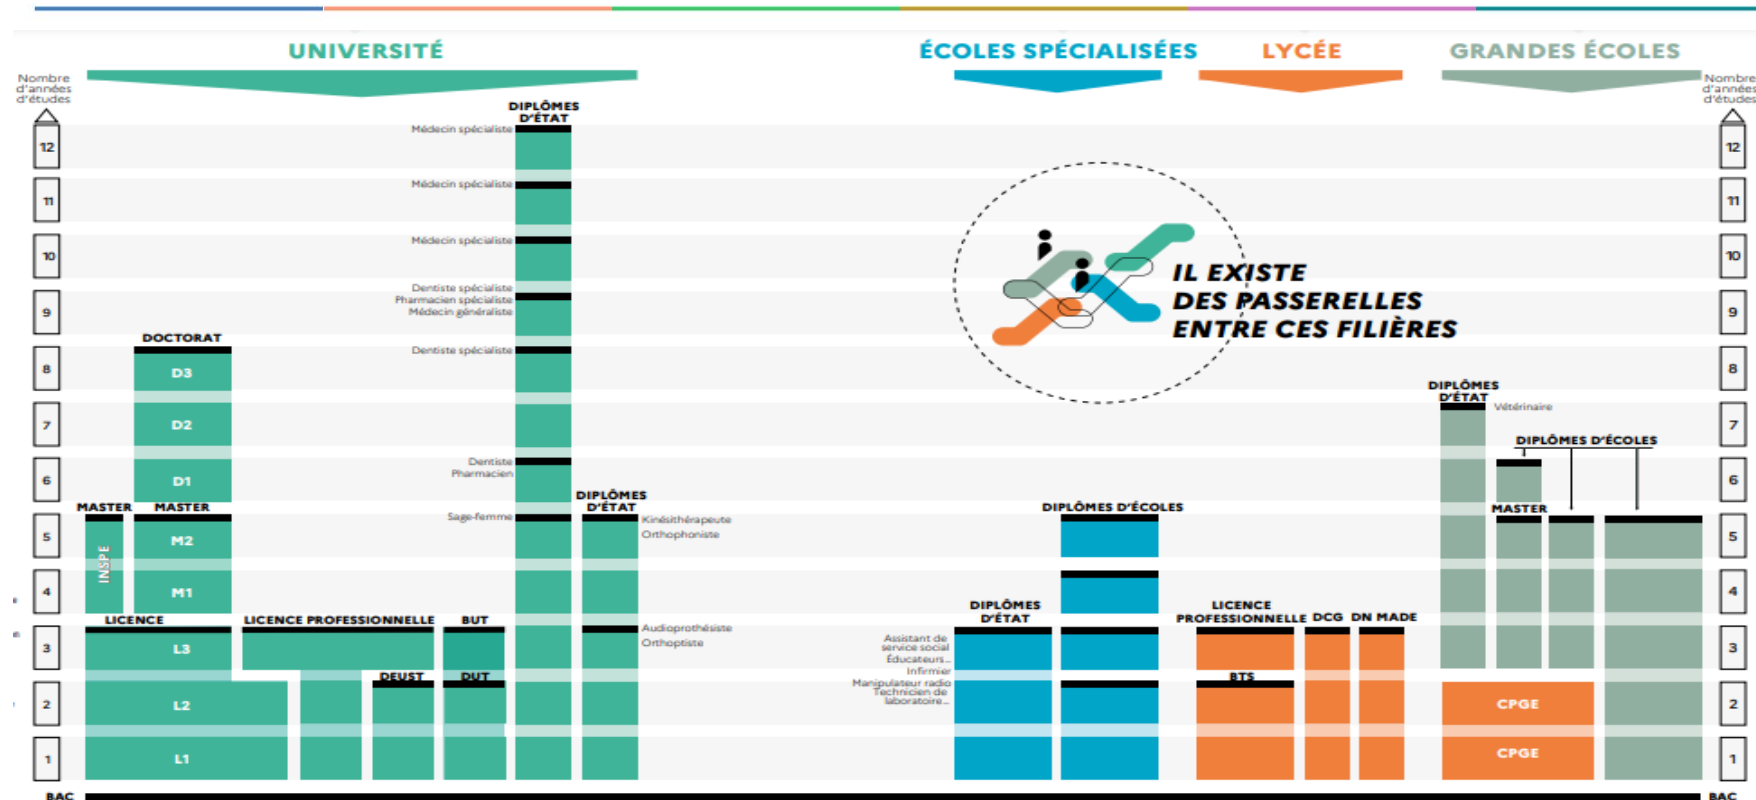 UNIVERSITÉ
ÉCOLES SPÉCIALISÉES
LYCÉE
GRANDES ÉCOLES
Nombre
d'années
d'études
Nombre
d'années
d'études
DIPLÔMES
D'ÉTAT
Médecin spécialiste
12
12
Médecin spécialiste
11
11
Médecin spécialiste
10
10
IL EXISTE
DES PASSERELLES
ENTRE CES FILIÈRES
Dentiste spécialiste
Pharmacien spécialiste
Médecin généraliste
9
9
DOCTORAT
Dentiste spécialiste
8
D3
8
DIPLÔMES
D'ÉTAT
Vétérinaire
7
D2
7
DIPLÔMES D'ÉCOLES
Dentiste
Pharmacien
6
D1
6
DIPLÔMES
D'ÉTAT
MASTER
MASTER
Sage-femme
Kinésithérapeute
Orthophoniste
DIPLÔMES D'ÉCOLES
MASTER
5
INSPE
M2
5
4
M1
4
LICENCE
LICENCE PROFESSIONNELLE
BUT
Audioprothésiste
Orthoptiste
DIPLÔMES
D'ÉTAT
LICENCE
PROFESSIONNELLE
DCG
DN MADE
3
L3
3
Assistant de
service social
Éducateurs...
Infirmier
Manipulateur radio
Technicien de
laboratoire...
DEUST
DUT
BTS
2
L2
CPGE
2
1
L1
CPGE
1
BAC
BAC